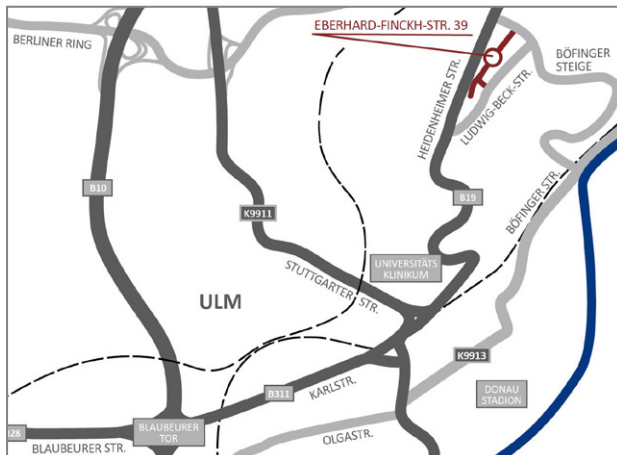 EBERHARD-FINCKH-STR. 39
BERLINER RING
BÖFINGER
STEIGE
HEIDENHEIMER STR.
LUDWIG-BECK-STR.
B10
B19
K9911
BÖFINGER STR.
UNIVERSITÄTS
KLINIKUM
STUTTGARTER STR.
ULM
K9913
KARLSTR.
B311
DONAU
STADION
BLAUBEURER
TOR
OLGASTR.
B28
BLAUBEURER STR.